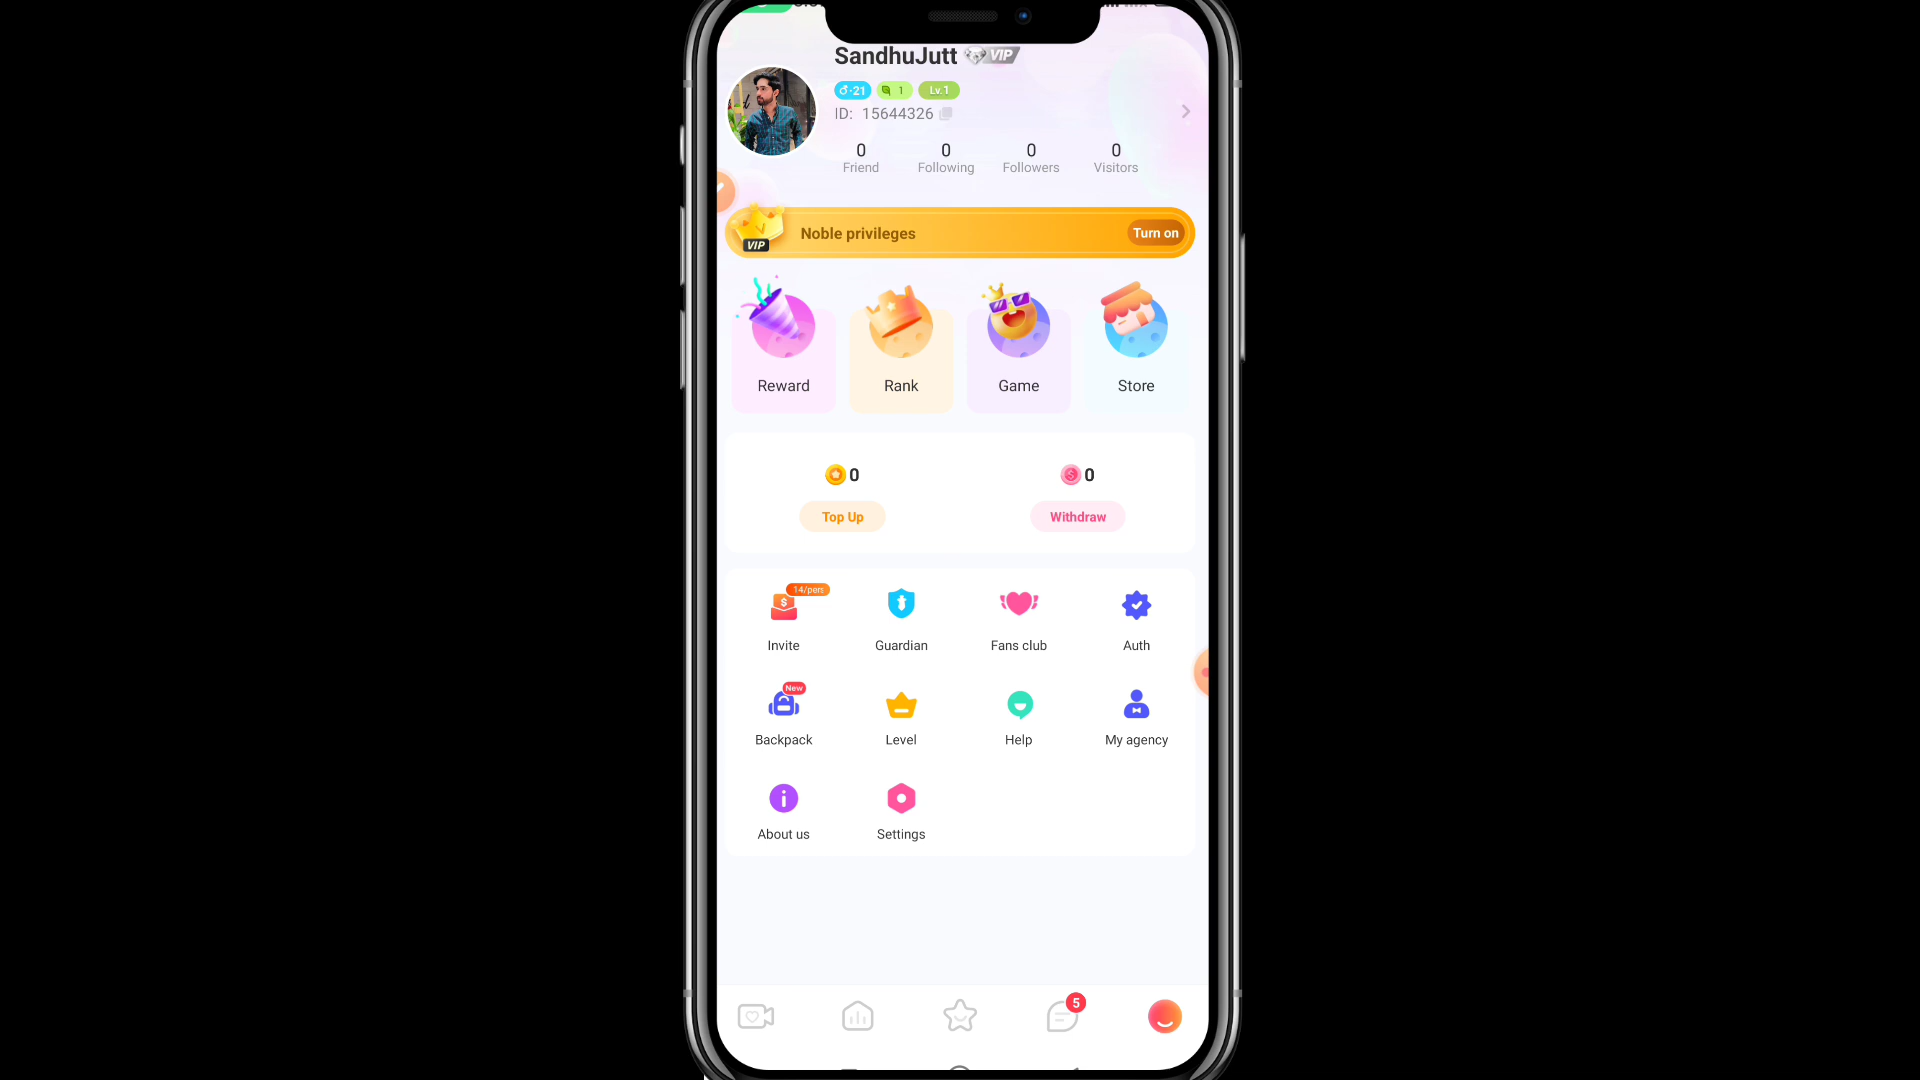 SandhuJutt VIP
-21 1 Lv.1
ID: 15644326
0 0 0 0
Friend Following Followers Visitors
VIP Noble privileges Turn on
Reward Rank Game Store
0 0
Top Up Withdraw
14/pers
$
Invite Guardian Fans club Auth
New
Backpack Level Help My agency
About us Settings
5